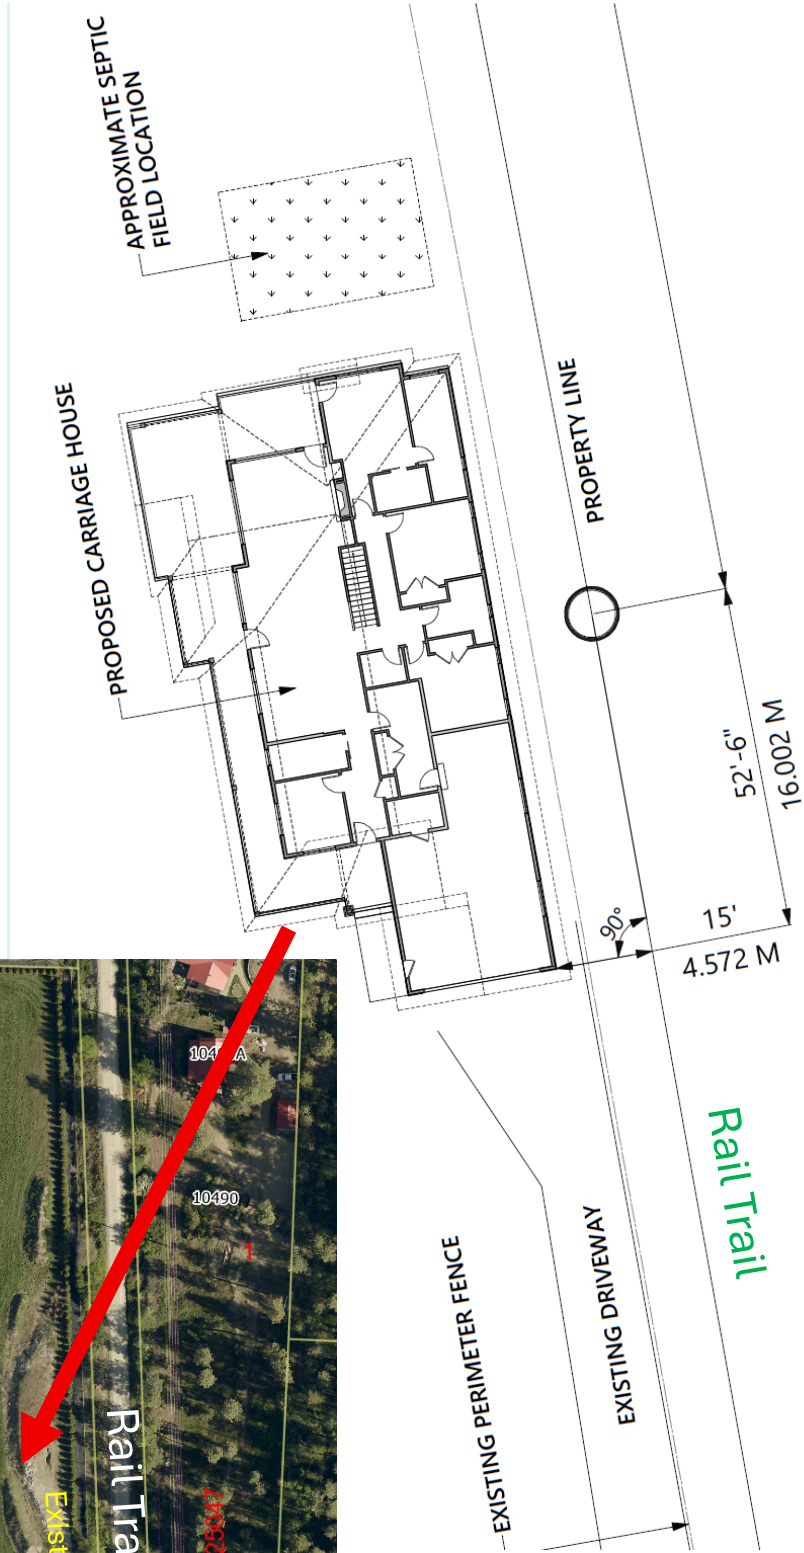 APPROXIMATE SEPTIC
FIELD LOCATION
PROPOSED CARRIAGE HOUSE
PROPERTY LINE
52'-6"
16.002 M
90°
15'
4.572 M
Rail Trail
EXISTING PERIMETER FENCE
EXISTING DRIVEWAY
10490
1
Rail Tra
Exist